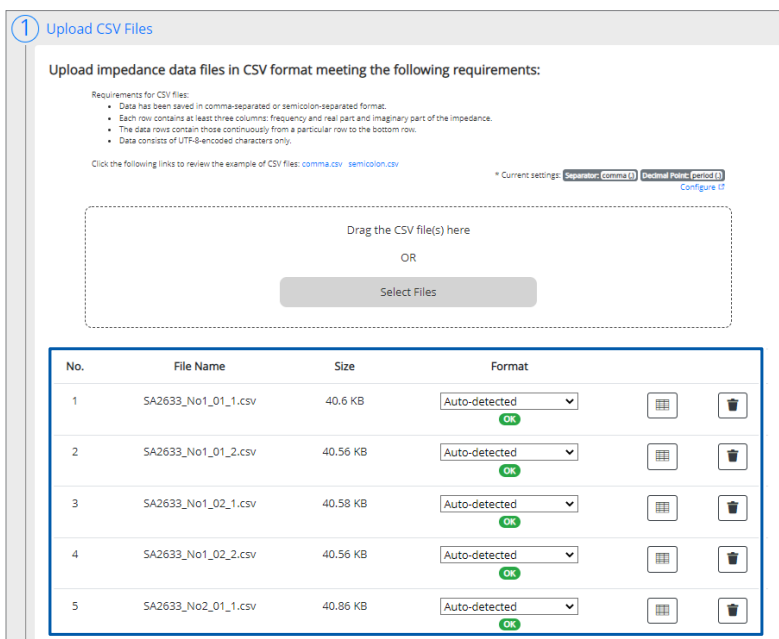 1 Upload CSV Files
Upload impedance data files in CSV format meeting the following requirements:
Requirements for CSV files:
• Data has been saved in comma-separated or semicolon-separated format.
• Each row contains at least three columns: frequency and real part and imaginary part of the impedance.
• The data rows contain those continuously from a particular row to the bottom row.
• Data consists of UTF-8-encoded characters only.
Click the following links to review the example of CSV files: comma.csv semicolon.csv
* Current settings: Separator: comma (,) Decimal Point: period (.)
Configure
Drag the CSV file(s) here
OR
Select Files
No. File Name Size Format
1 SA2633_No1_01_1.csv 40.6 KB Auto-detected
OK
2 SA2633_No1_01_2.csv 40.56 KB Auto-detected
OK
3 SA2633_No1_02_1.csv 40.58 KB Auto-detected
OK
4 SA2633_No1_02_2.csv 40.56 KB Auto-detected
OK
5 SA2633_No2_01_1.csv 40.86 KB Auto-detected
OK